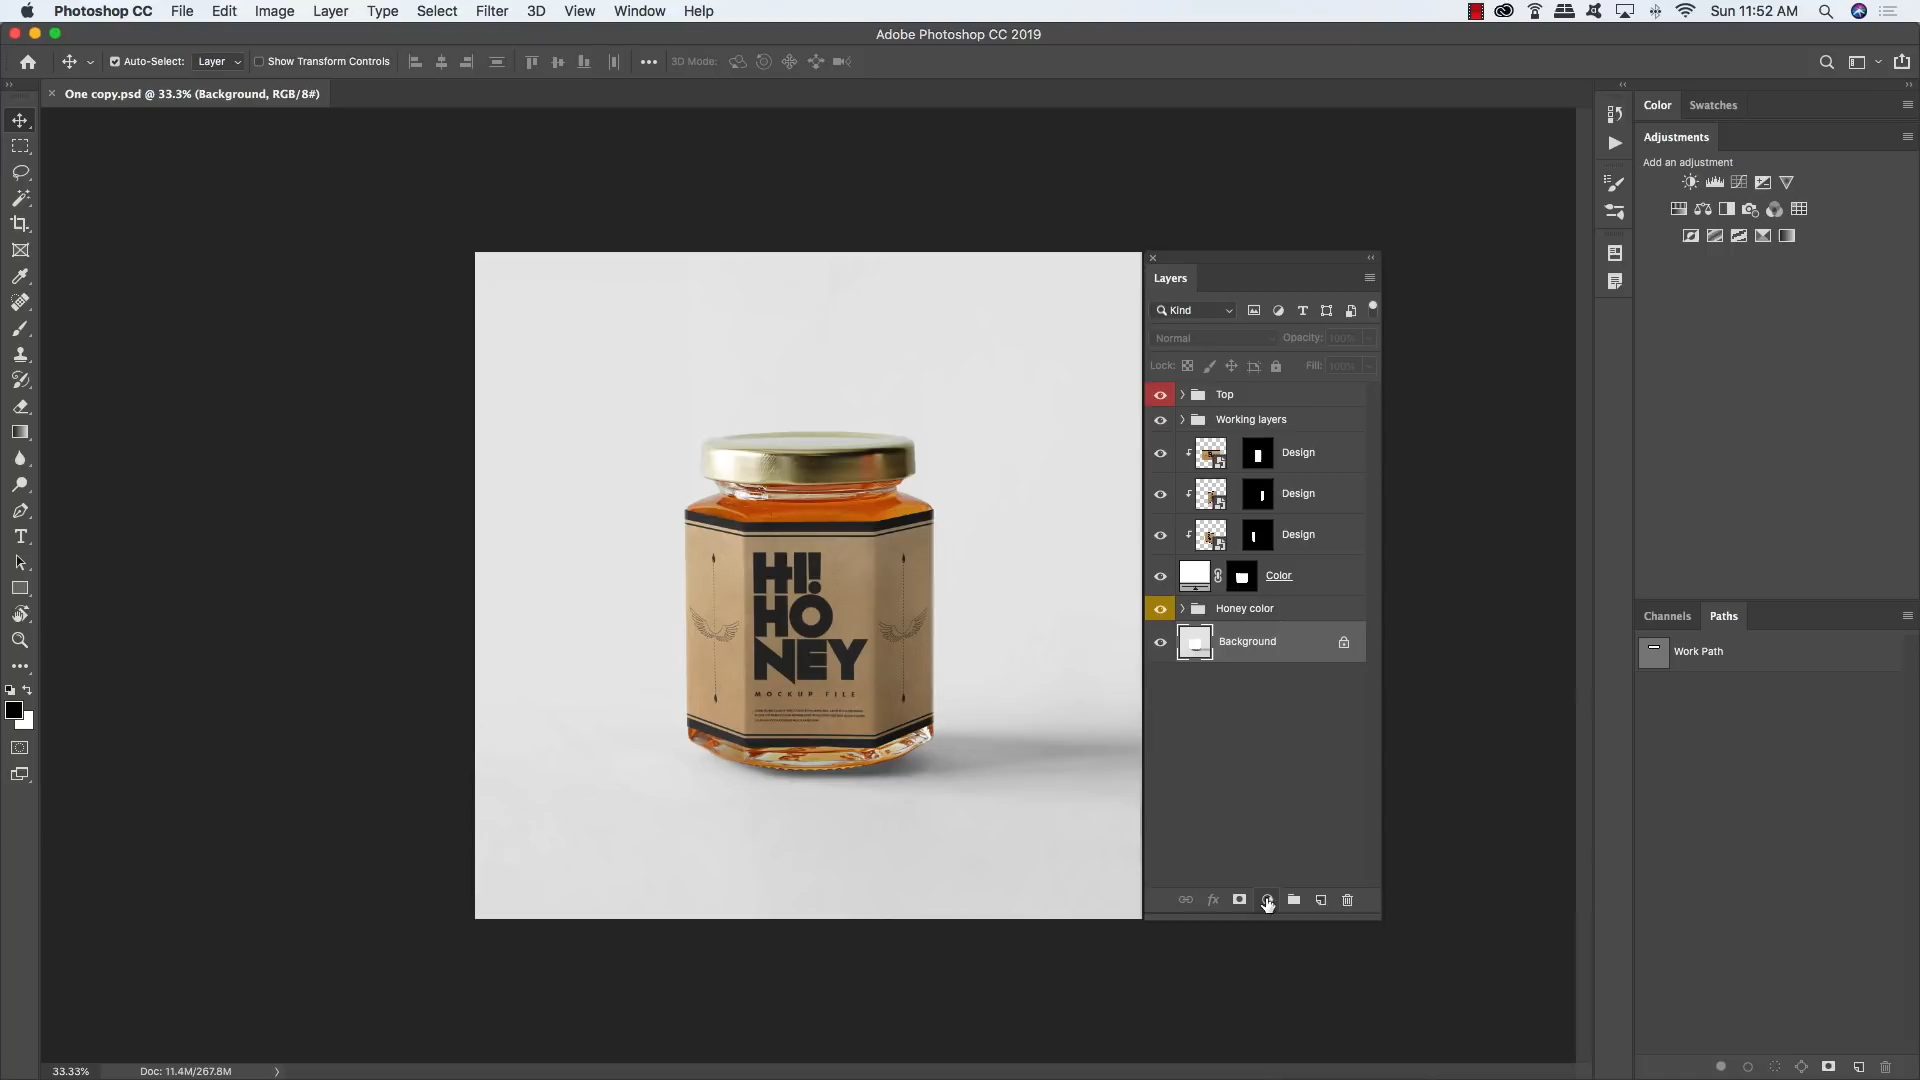 Photoshop CC File Edit Image Layer Type Select Filter 3D View Window Help Sun 11:52 AM
Adobe Photoshop CC 2019
Auto-Select: Layer Show Transform Controls 3D Mode:
× One copy.psd @ 33.3% (Background, RGB/8#)
Color Swatches
Adjustments
Add an adjustment
Layers
Kind
Normal Opacity: 100%
Lock: Fill: 100%
Top
Working layers
Design
Design
Design
Color
Honey color
Background
HI!
HO
NEY
MOCKUP FILE
Channels Paths
Work Path
33.33% Doc: 11.4M/267.8M